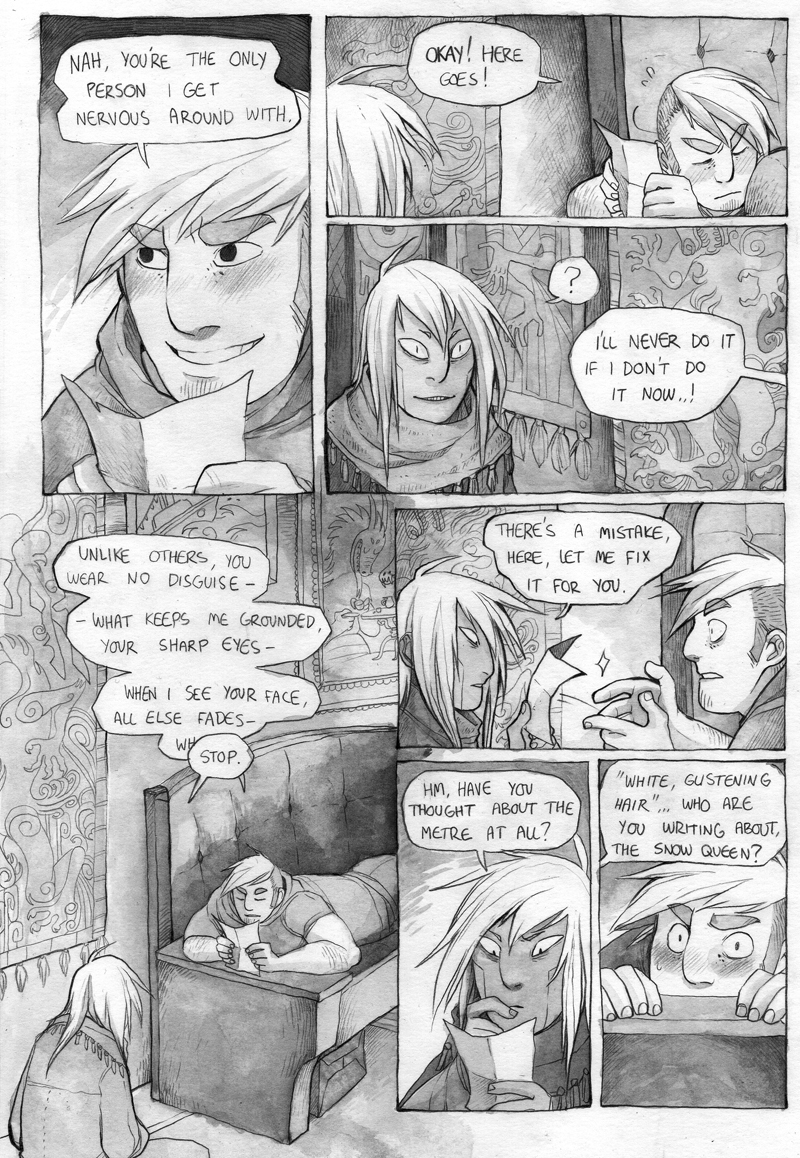 NAH, YOU'RE THE ONLY
PERSON I GET
NERVOUS AROUND WITH.
OKAY! HERE
GOES!
?
I'LL NEVER DO IT
IF I DON'T DO
IT NOW..!
UNLIKE OTHERS, YOU
WEAR NO DISGUISE-
- WHAT KEEPS ME GROUNDED,
YOUR SHARP EYES-
WHEN I SEE YOUR FACE,
ALL ELSE FADES-
WH
STOP.
THERE'S A MISTAKE,
HERE, LET ME FIX
IT FOR YOU.
HM, HAVE YOU
THOUGHT ABOUT THE
METRE AT ALL?
"WHITE, GLISTENING
HAIR"... WHO ARE
YOU WRITING ABOUT,
THE SNOW QUEEN?